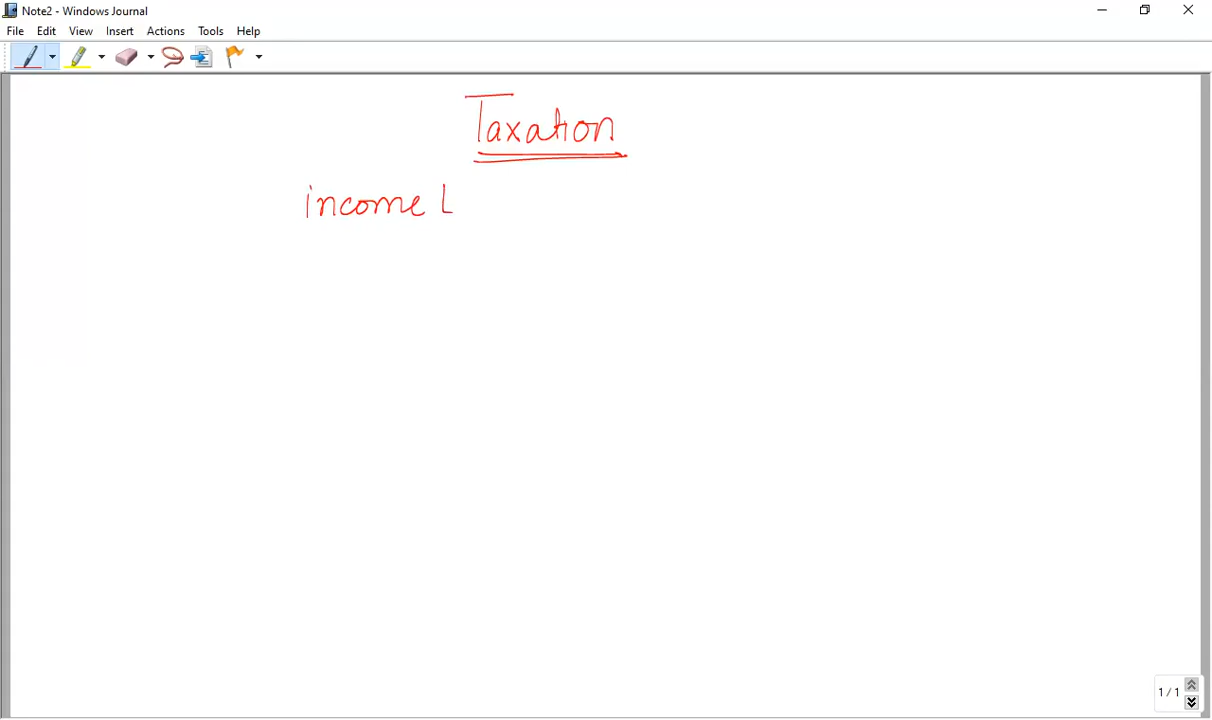 Note2 - Windows Journal
File Edit View Insert Actions Tools Help
Taxation
income
1 / 1